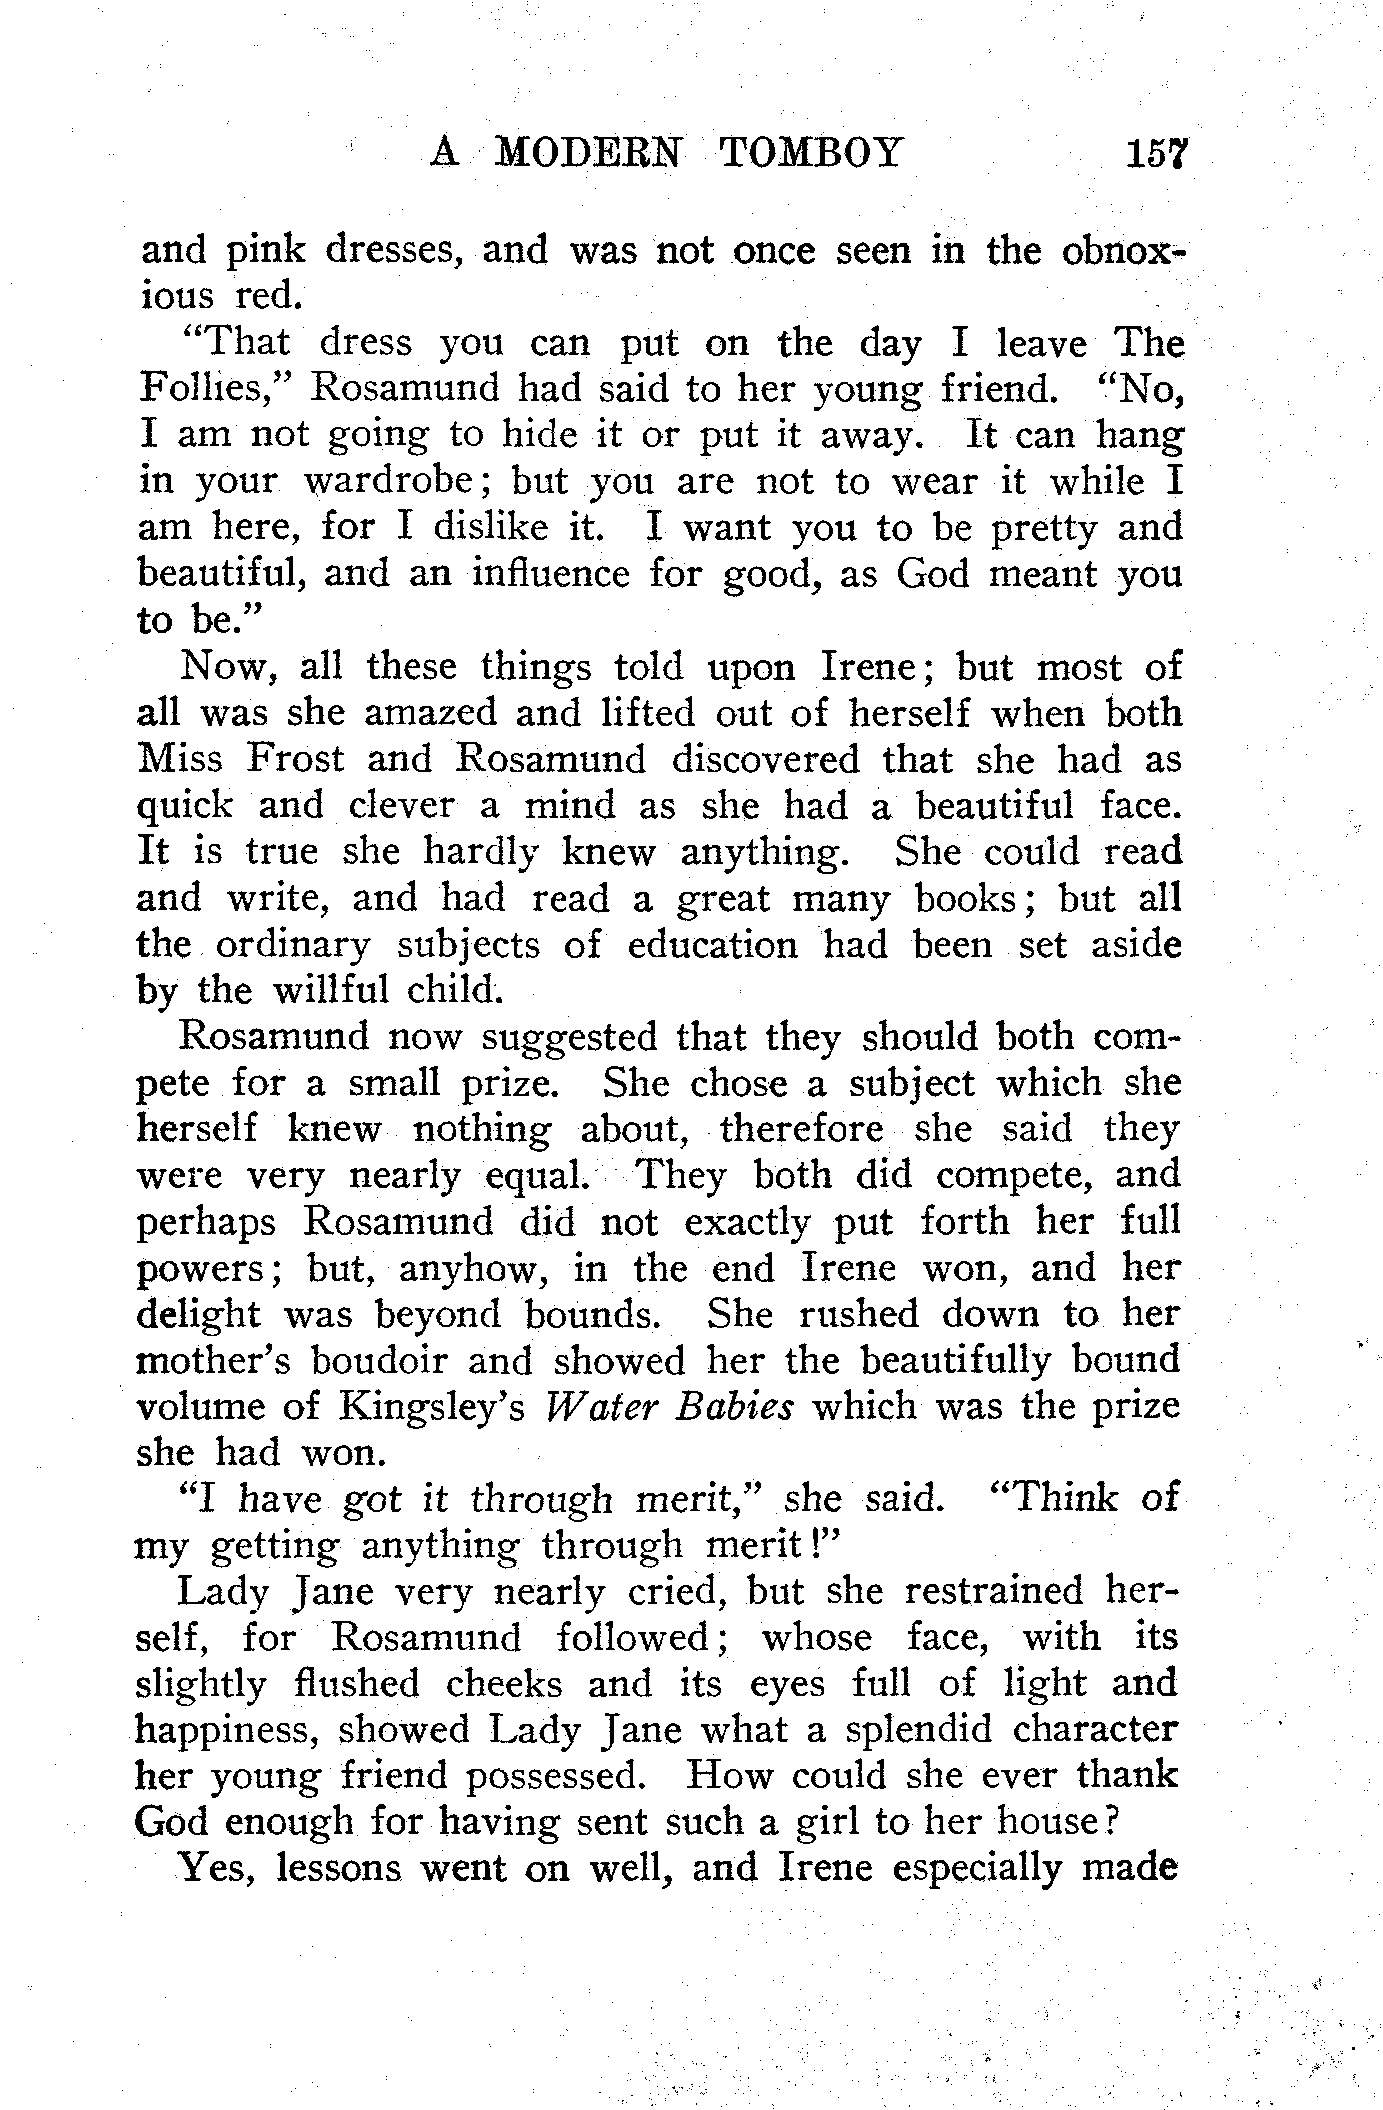 A MODERN TOMBOY 157
and pink dresses, and was not once seen in the obnox-
ious red.
“That dress you can put on the day I leave The
Follies,” Rosamund had said to her young friend. “No,
I am not going to hide it or put it away. It can hang
in your wardrobe; but you are not to wear it while I
am here, for I dislike it. I want you to be pretty and
beautiful, and an influence for good, as God meant you
to be.”
Now, all these things told upon Irene; but most of
all was she amazed and lifted out of herself when both
Miss Frost and Rosamund discovered that she had as
quick and clever a mind as she had a beautiful face.
It is true she hardly knew anything. She could read
and write, and had read a great many books; but all
the ordinary subjects of education had been set aside
by the willful child.
Rosamund now suggested that they should both com-
pete for a small prize. She chose a subject which she
herself knew nothing about, therefore she said they
were very nearly equal. They both did compete, and
perhaps Rosamund did not exactly put forth her full
powers; but, anyhow, in the end Irene won, and her
delight was beyond bounds. She rushed down to her
mother’s boudoir and showed her the beautifully bound
volume of Kingsley’s Water Babies which was the prize
she had won.
“I have got it through merit,” she said. “Think of
my getting anything through merit!”
Lady Jane very nearly cried, but she restrained her-
self, for Rosamund followed; whose face, with its
slightly flushed cheeks and its eyes full of light and
happiness, showed Lady Jane what a splendid character
her young friend possessed. How could she ever thank
God enough for having sent such a girl to her house?
Yes, lessons went on well, and Irene especially made